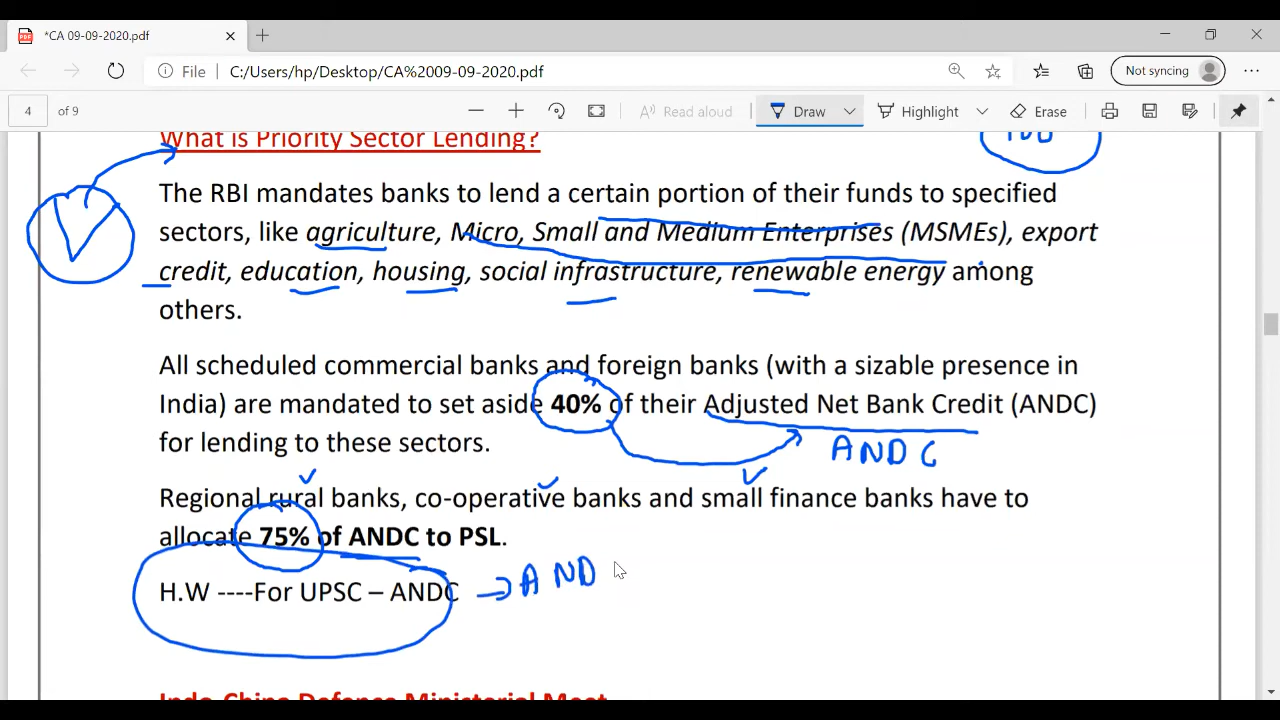 *CA 09-09-2020.pdf
File C:/Users/hp/Desktop/CA%2009-09-2020.pdf Not syncing
4 of 9 Read aloud Draw Highlight Erase
What is Priority Sector Lending?
The RBI mandates banks to lend a certain portion of their funds to specified
sectors, like agriculture, Micro, Small and Medium Enterprises (MSMEs), export
credit, education, housing, social infrastructure, renewable energy among
others.
All scheduled commercial banks and foreign banks (with a sizable presence in
India) are mandated to set aside 40% of their Adjusted Net Bank Credit (ANDC)
for lending to these sectors.
ANDC
Regional rural banks, co-operative banks and small finance banks have to
allocate 75% of ANDC to PSL.
H.W ----For UPSC – ANDC → AND
Indo-China Defence Ministerial Meet